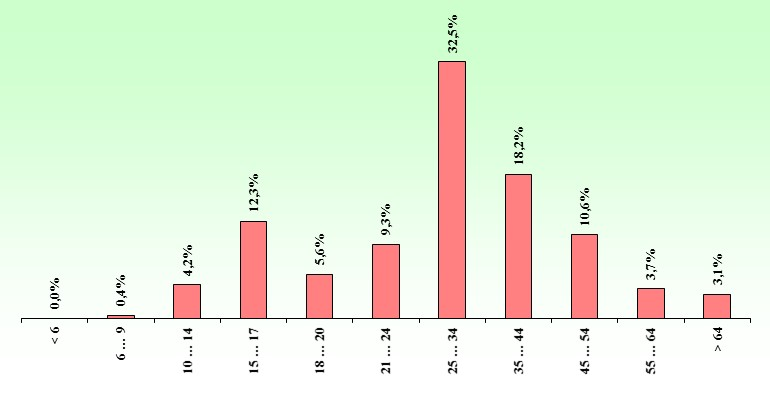 0,0%
0,4%
4,2%
12,3%
5,6%
9,3%
32,5%
18,2%
10,6%
3,7%
3,1%
< 6
6 ... 9
10 ... 14
15 ... 17
18 ... 20
21 ... 24
25 ... 34
35 ... 44
45 ... 54
55 ... 64
> 64